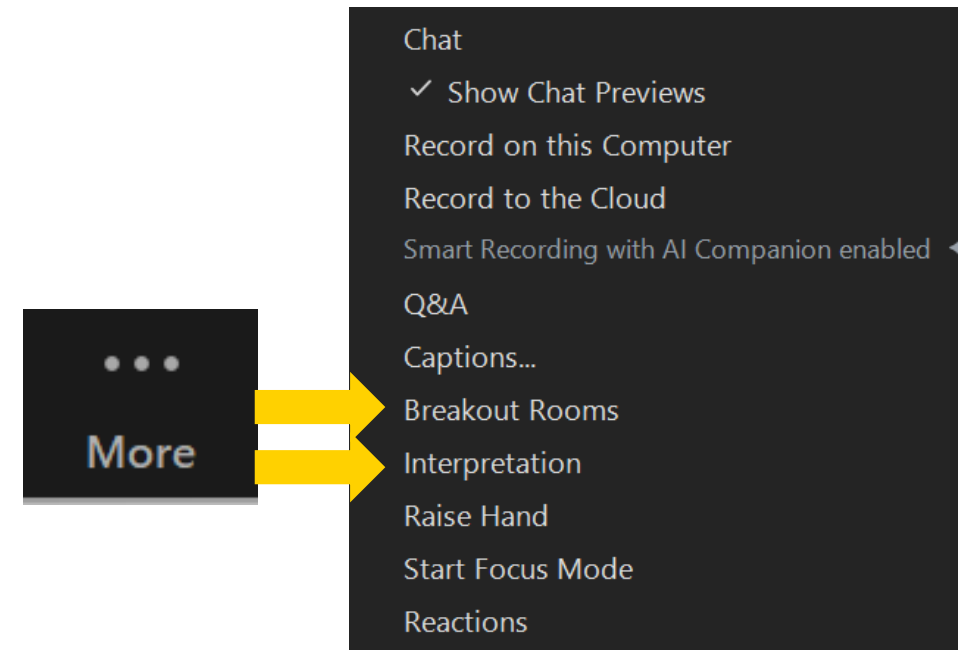 Chat
✓ Show Chat Previews
Record on this Computer
Record to the Cloud
Smart Recording with AI Companion enabled
Q&A
Captions...
Breakout Rooms
Interpretation
Raise Hand
Start Focus Mode
Reactions
More